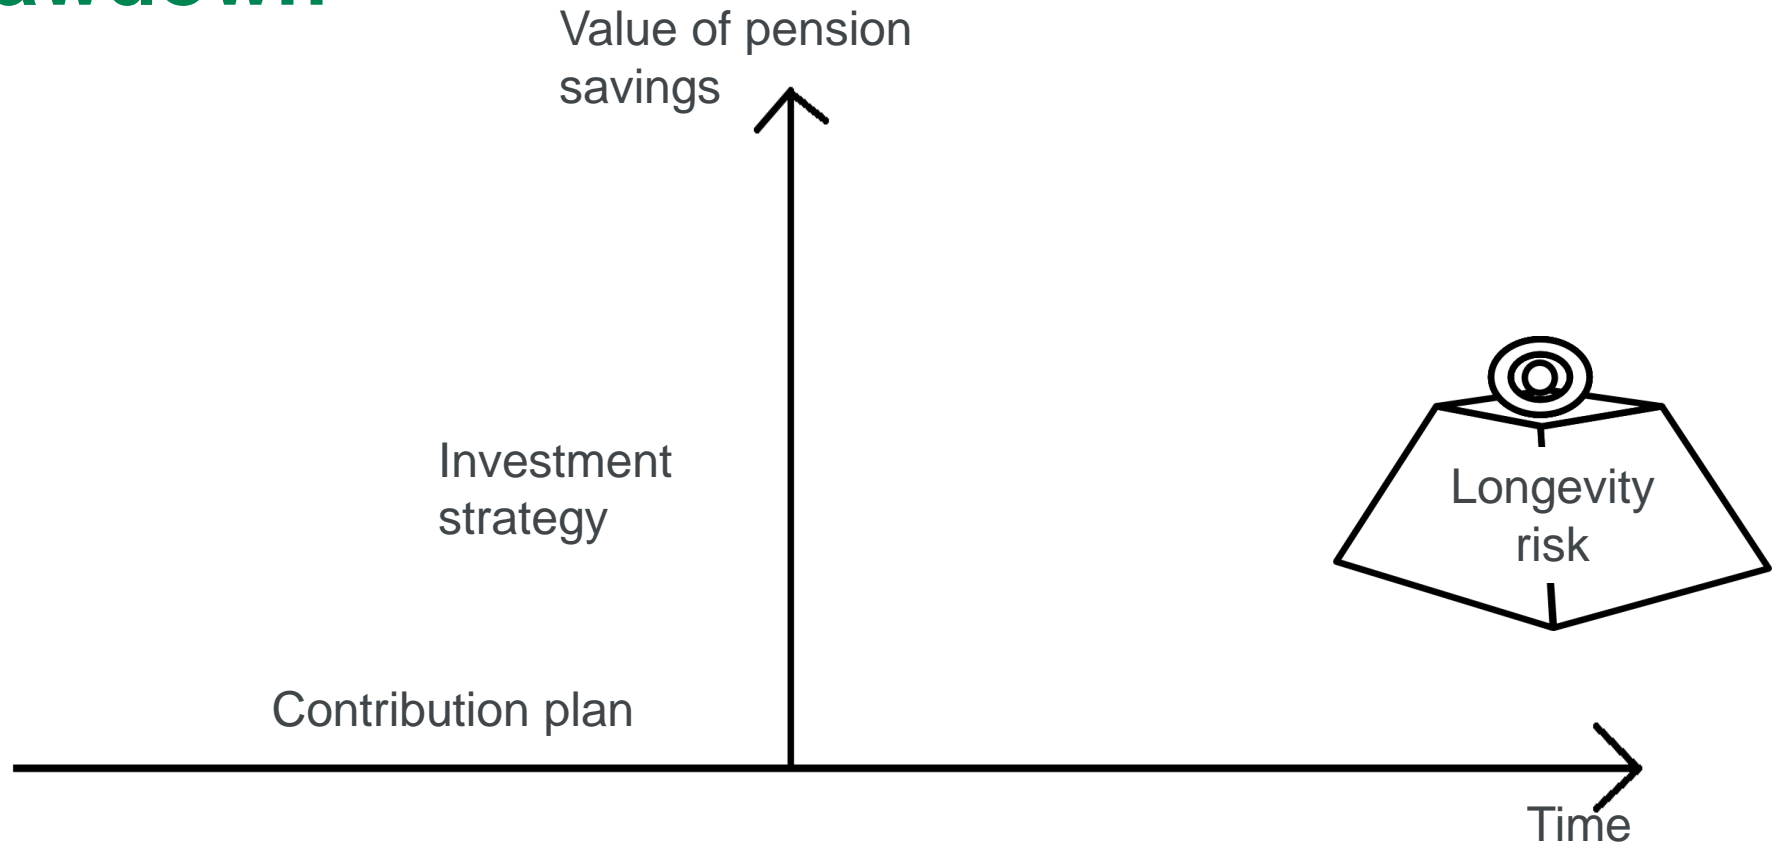 Value of pension
savings
Investment
strategy
Longevity
risk
Contribution plan
Time